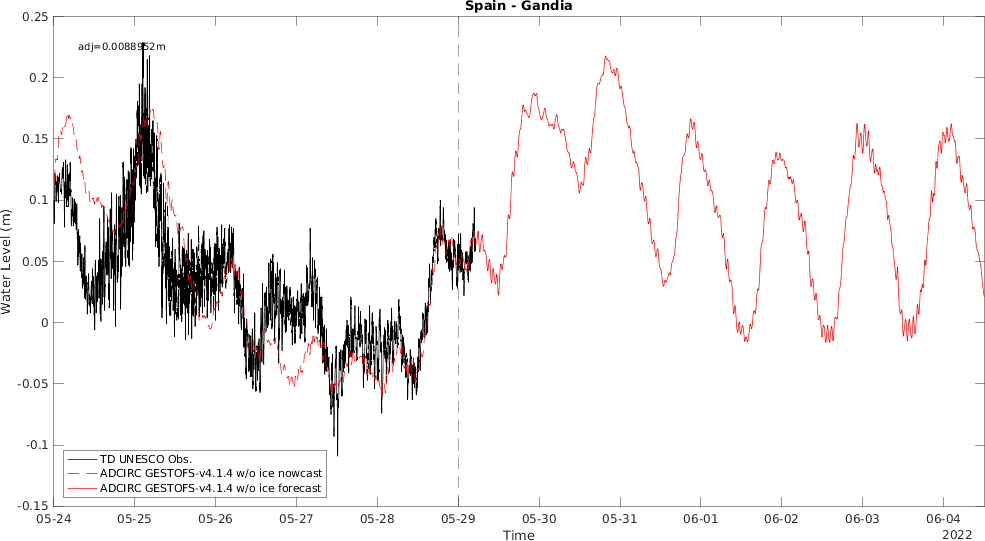 Spain - Gandia
adj=0.0088952m
0.25
0.2
0.15
0.1
0.05
0
-0.05
-0.1
-0.15
Water Level (m)
TD UNESCO Obs.
ADCIRC GESTOFS-v4.1.4 w/o ice nowcast
ADCIRC GESTOFS-v4.1.4 w/o ice forecast
05-24 05-25 05-26 05-27 05-28 05-29 05-30 05-31 06-01 06-02 06-03 06-04
Time
2022